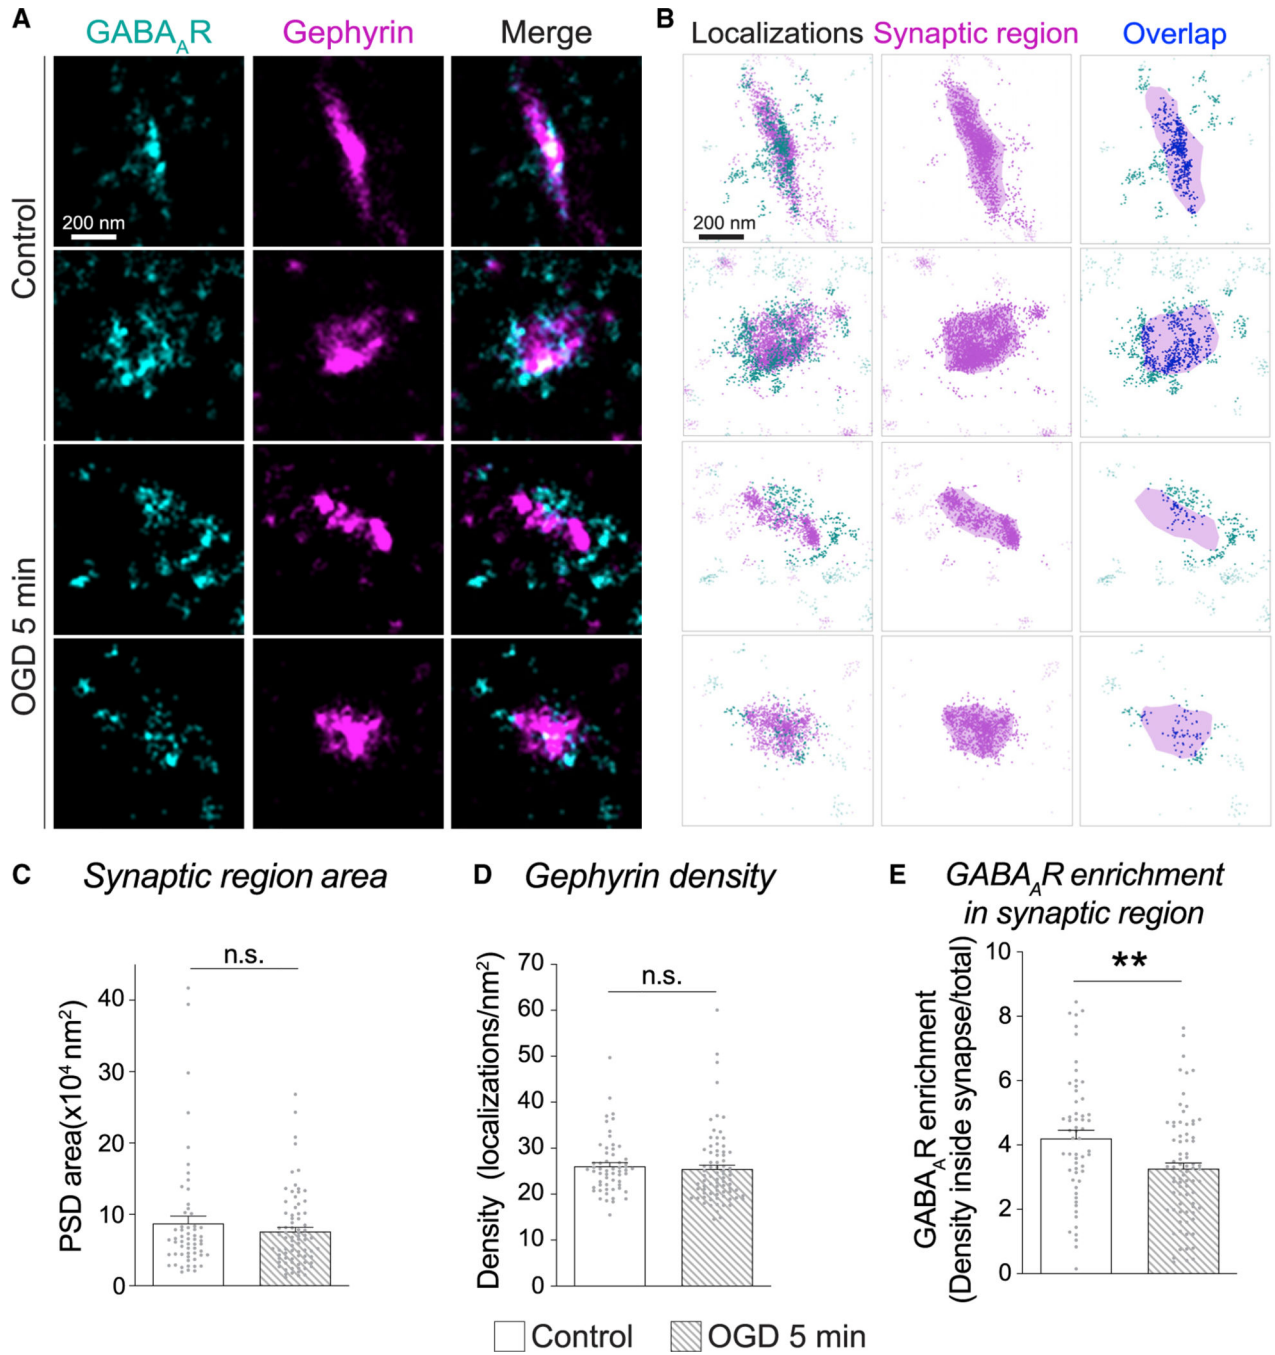 A
GABA_AR Gephyrin Merge
Control
200 nm
OGD 5 min
B
Localizations Synaptic region Overlap
200 nm
C Synaptic region area
n.s.
PSD area(x10⁴ nm²)
40
30
20
10
0
D Gephyrin density
n.s.
Density (localizations/nm²)
70
60
50
40
30
20
10
0
E GABA_AR enrichment
in synaptic region
**
GABA_AR enrichment
(Density inside synapse/total)
10
8
6
4
2
0
Control OGD 5 min